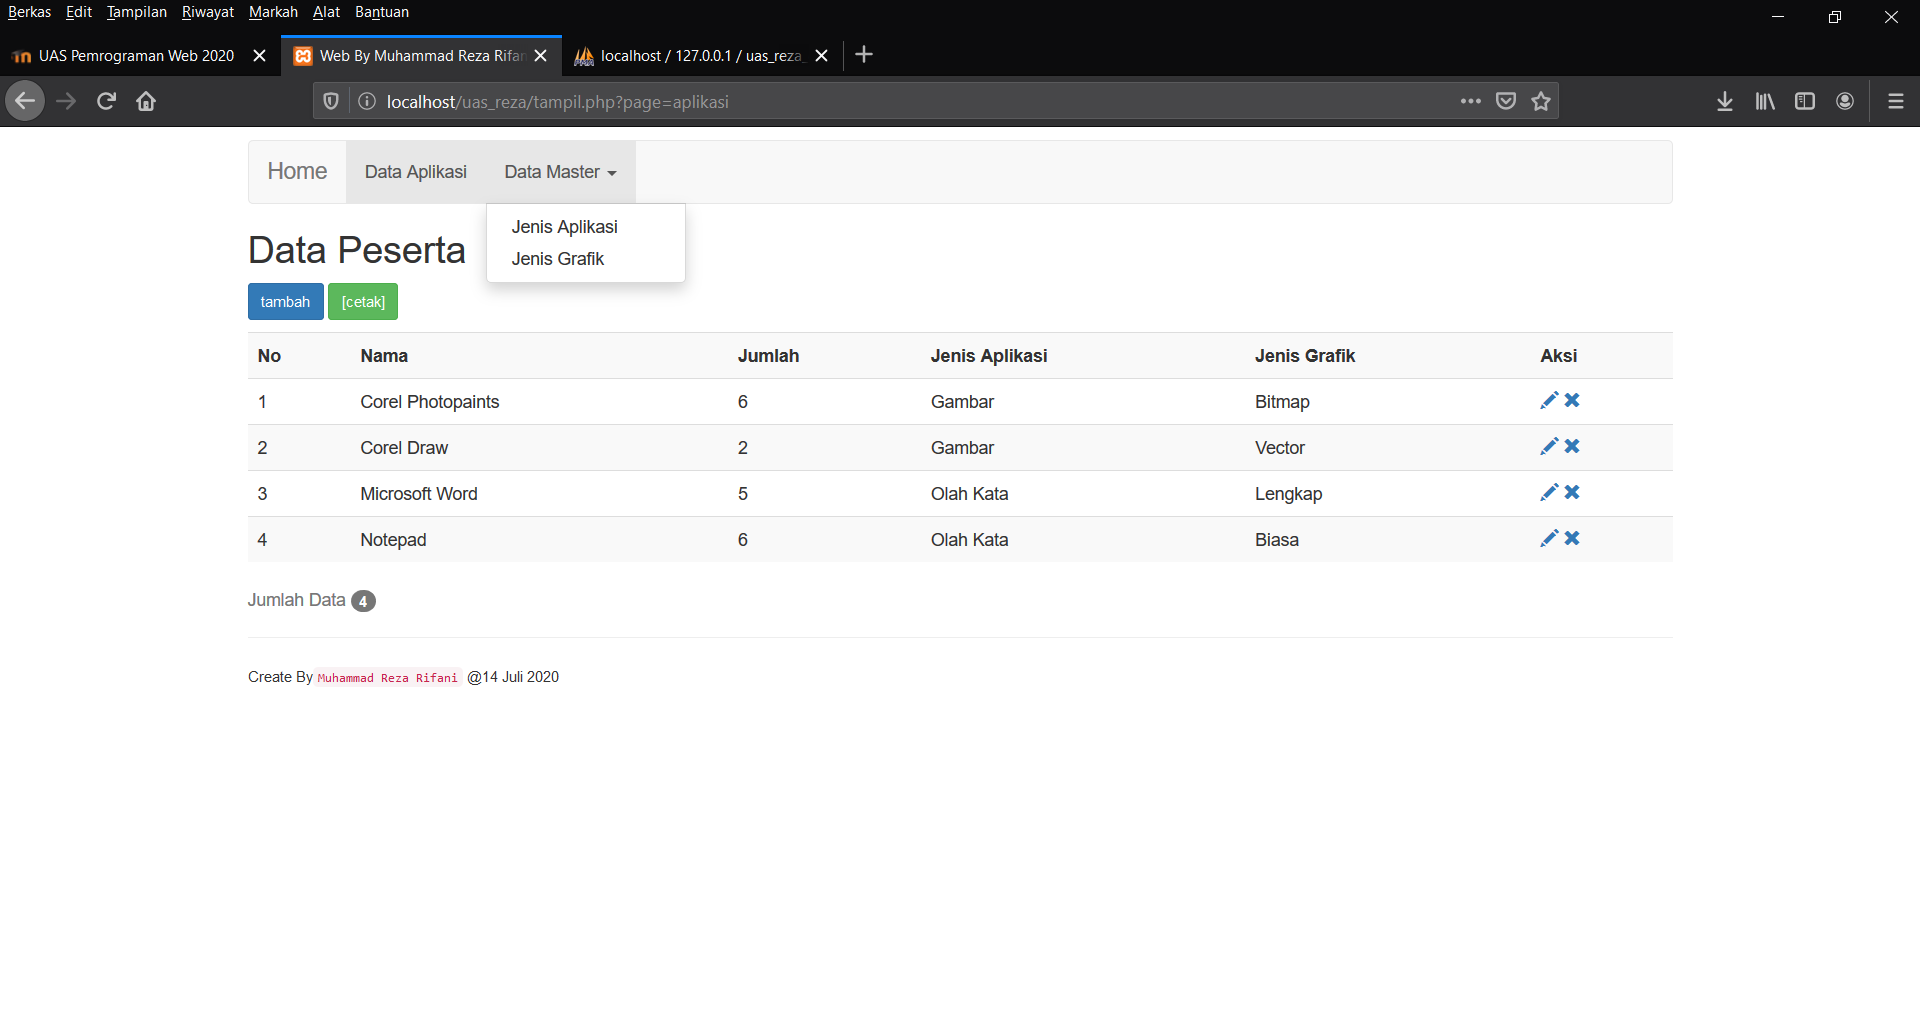 Berkas Edit Tampilan Riwayat Markah Alat Bantuan
UAS Pemrograman Web 2020 Web By Muhammad Reza Rifan localhost / 127.0.0.1 / uas_reza_
localhost/uas_reza/tampil.php?page=aplikasi
Home Data Aplikasi Data Master
Jenis Aplikasi
Jenis Grafik
Data Peserta
tambah [cetak]
No Nama Jumlah Jenis Aplikasi Jenis Grafik Aksi
1 Corel Photopaints 6 Gambar Bitmap
2 Corel Draw 2 Gambar Vector
3 Microsoft Word 5 Olah Kata Lengkap
4 Notepad 6 Olah Kata Biasa
Jumlah Data 4
Create By Muhammad Reza Rifani @14 Juli 2020